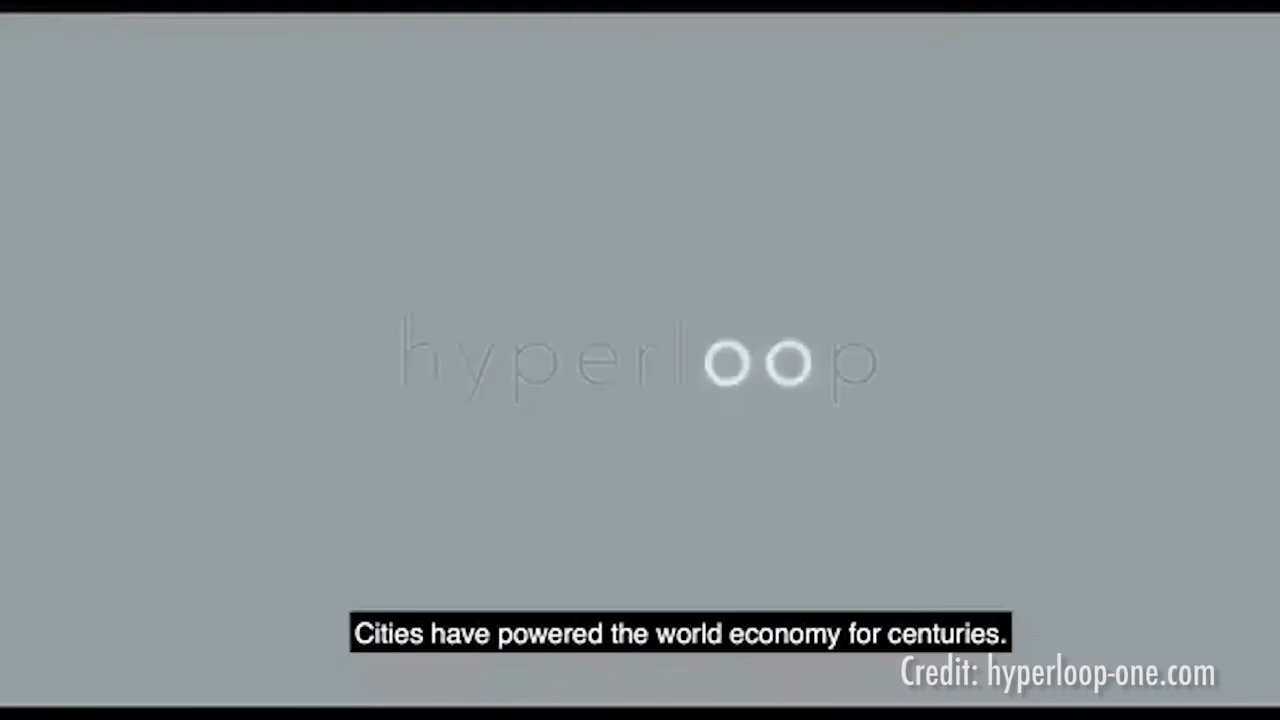 hyperloop
Cities have powered the world economy for centuries.
Credit: hyperloop-one.com